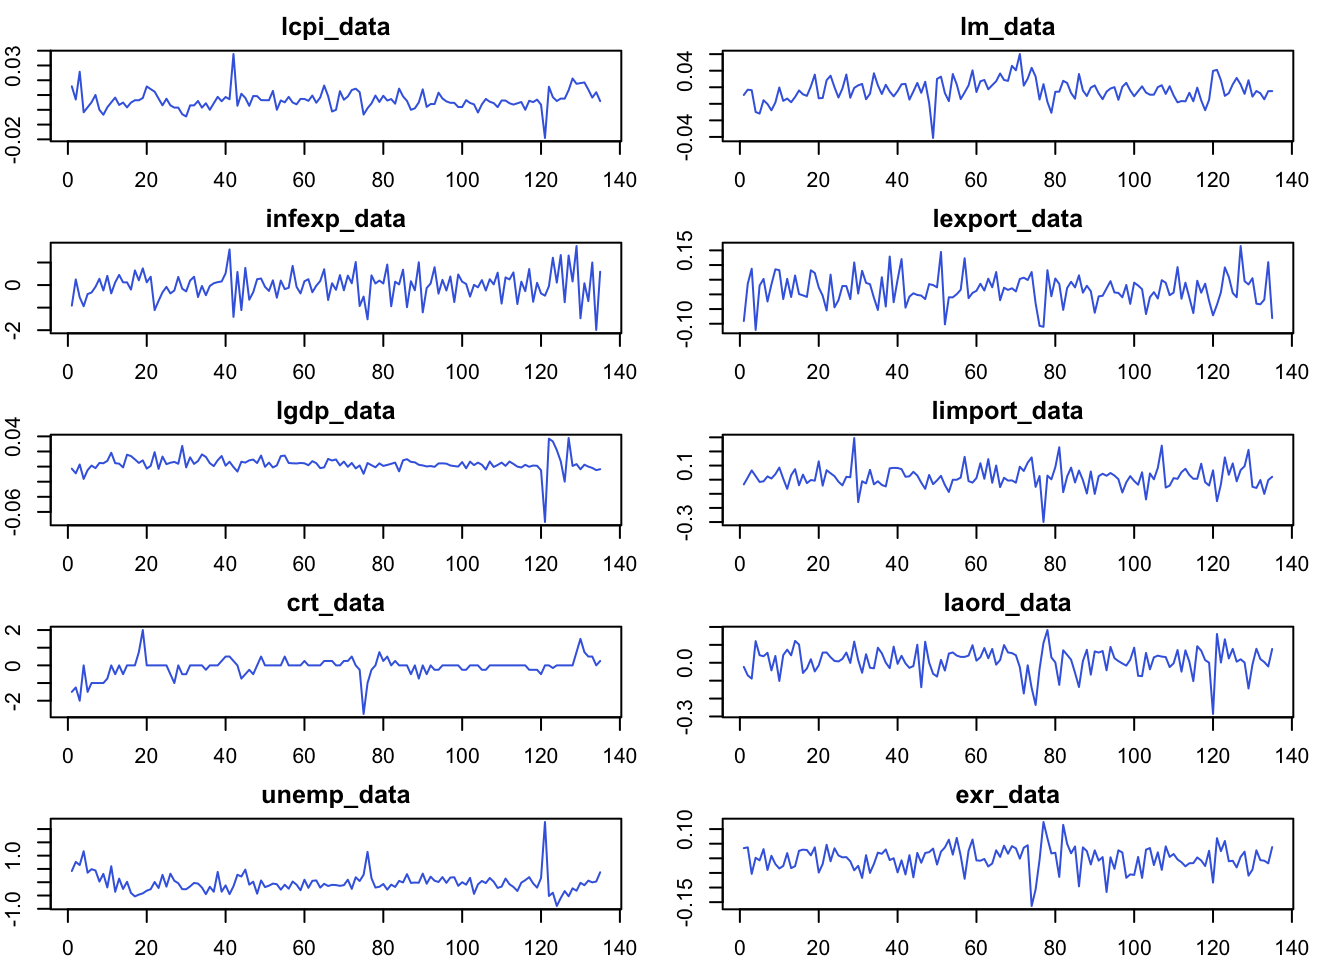 lcpi_data
0.03
-0.02
0 20 40 60 80 100 120 140
lm_data
0.04
-0.04
0 20 40 60 80 100 120 140
infexp_data
0
-2
0 20 40 60 80 100 120 140
lexport_data
0.15
-0.10
0 20 40 60 80 100 120 140
lgdp_data
0.04
-0.06
0 20 40 60 80 100 120 140
limport_data
0.1
-0.3
0 20 40 60 80 100 120 140
crt_data
2
0
-2
0 20 40 60 80 100 120 140
laord_data
0.0
-0.3
0 20 40 60 80 100 120 140
unemp_data
1.0
-1.0
0 20 40 60 80 100 120 140
exr_data
0.10
-0.15
0 20 40 60 80 100 120 140